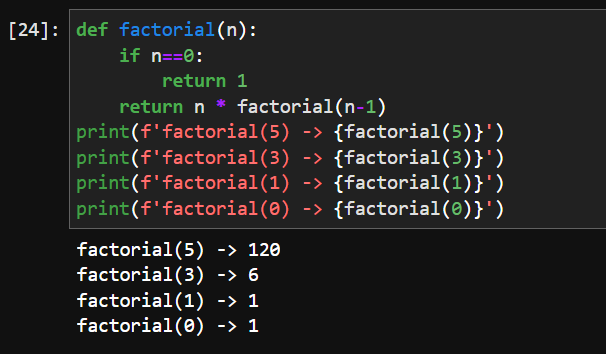 [24]: def factorial(n):
    if n==0:
        return 1
    return n * factorial(n-1)
print(f'factorial(5) -> {factorial(5)}')
print(f'factorial(3) -> {factorial(3)}')
print(f'factorial(1) -> {factorial(1)}')
print(f'factorial(0) -> {factorial(0)}')
factorial(5) -> 120
factorial(3) -> 6
factorial(1) -> 1
factorial(0) -> 1